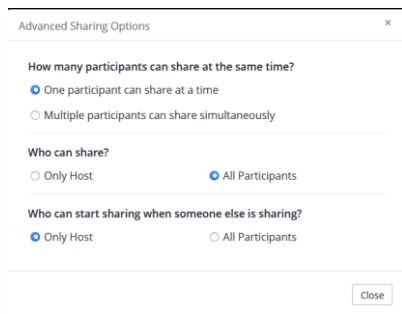 Advanced Sharing Options
×
How many participants can share at the same time?
One participant can share at a time
Multiple participants can share simultaneously
Who can share?
Only Host All Participants
Who can start sharing when someone else is sharing?
Only Host All Participants
Close